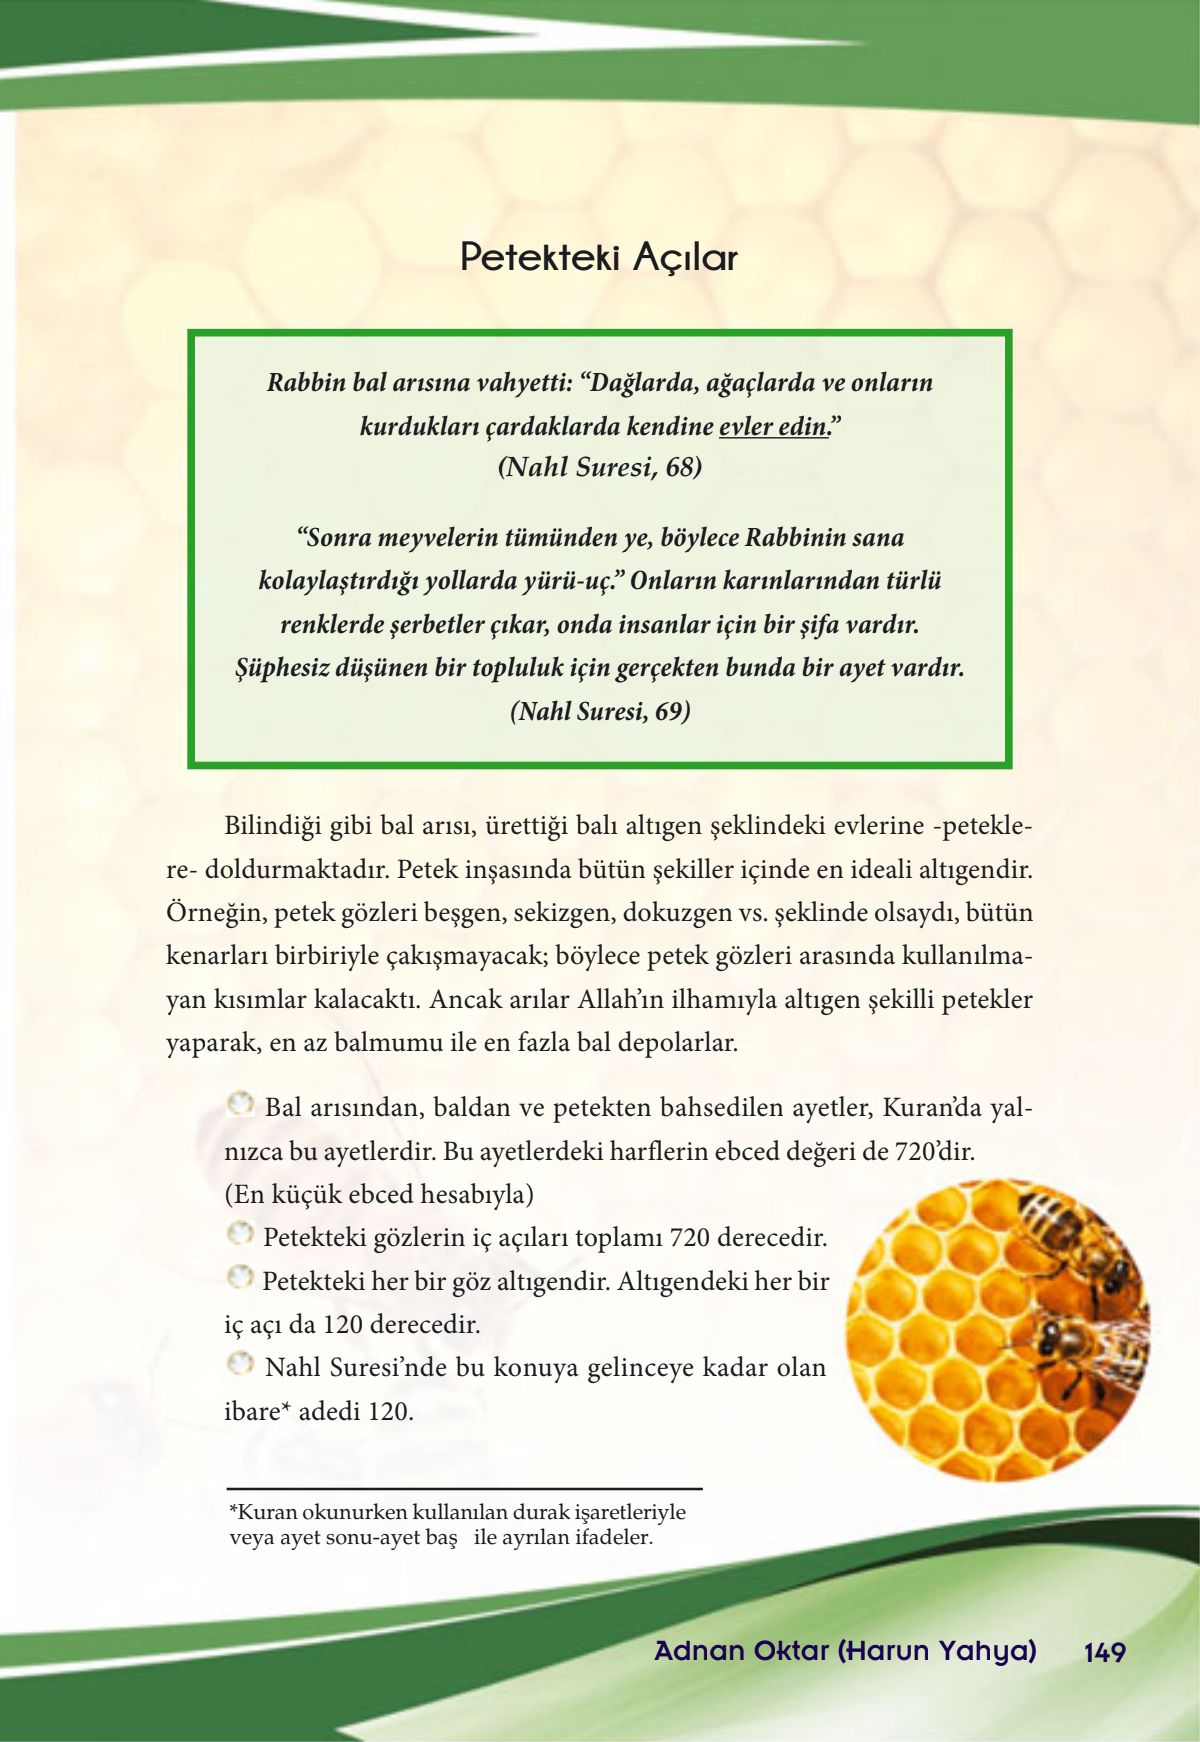 Petekteki Açılar
Rabbin bal arısına vahyetti: “Dağlarda, ağaçlarda ve onların
kurdukları çardaklarda kendine evler edin.”
(Nahl Suresi, 68)
“Sonra meyvelerin tümünden ye, böylece Rabbinin sana
kolaylaştırdığı yollarda yürü-uç.” Onların karınlarından türlü
renklerde şerbetler çıkar, onda insanlar için bir şifa vardır.
Şüphesiz düşünen bir topluluk için gerçekten bunda bir ayet vardır.
(Nahl Suresi, 69)
Bilindiği gibi bal arısı, ürettiği balı altıgen şeklindeki evlerine -petekle-
re- doldurmaktadır. Petek inşasında bütün şekiller içinde en ideali altıgendir.
Örneğin, petek gözleri beşgen, sekizgen, dokuzgen vs. şeklinde olsaydı, bütün
kenarları birbiriyle çakışmayacak; böylece petek gözleri arasında kullanılma-
yan kısımlar kalacaktı. Ancak arılar Allah’ın ilhamıyla altıgen şekilli petekler
yaparak, en az balmumu ile en fazla bal depolarlar.
Bal arısından, baldan ve petekten bahsedilen ayetler, Kuran’da yal-
nızca bu ayetlerdir. Bu ayetlerdeki harflerin ebced değeri de 720’dir.
(En küçük ebced hesabıyla)
Petekteki gözlerin iç açıları toplamı 720 derecedir.
Petekteki her bir göz altıgendir. Altıgendeki her bir
iç açı da 120 derecedir.
Nahl Suresi’nde bu konuya gelinceye kadar olan
ibare* adedi 120.
*Kuran okunurken kullanılan durak işaretleriyle
veya ayet sonu-ayet baş ile ayrılan ifadeler.
Adnan Oktar (Harun Yahya) 149